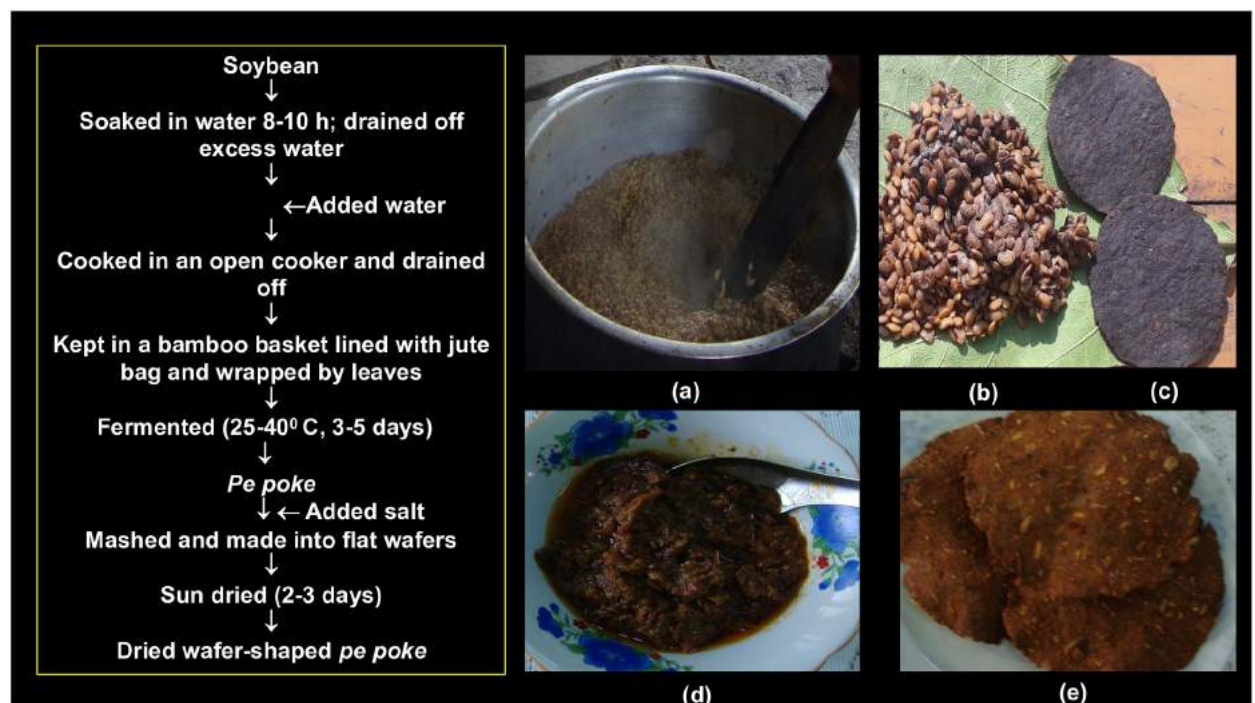 Soybean
↓
Soaked in water 8-10 h; drained off
excess water
↓
←Added water
↓
Cooked in an open cooker and drained
off
↓
Kept in a bamboo basket lined with jute
bag and wrapped by leaves
↓
Fermented (25-40⁰ C, 3-5 days)
↓
Pe poke
↓ ← Added salt
Mashed and made into flat wafers
↓
Sun dried (2-3 days)
↓
Dried wafer-shaped pe poke
(a)
(b) (c)
(d)
(e)